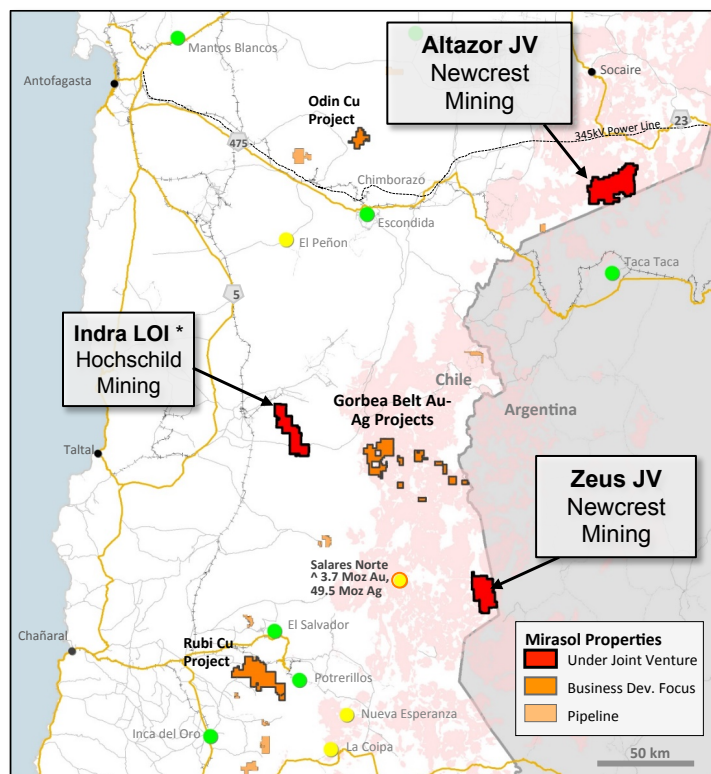 Mantos Blancos
Antofagasta
Altazor JV
Newcrest
Mining
Socaire
Odin Cu
Project
23
345kV Power Line
475
Chimborazo
Escondida
El Peñon
Taca Taca
5
Indra LOI *
Hochschild
Mining
Chile
Argentina
Gorbea Belt Au-
Ag Projects
Taltal
Zeus JV
Newcrest
Mining
Salares Norte
^ 3.7 Moz Au,
49.5 Moz Ag
El Salvador
Chañaral
Rubi Cu
Project
Potrerillos
Nueva Esperanza
Inca del Oro
La Coipa
Mirasol Properties
Under Joint Venture
Business Dev. Focus
Pipeline
50 km